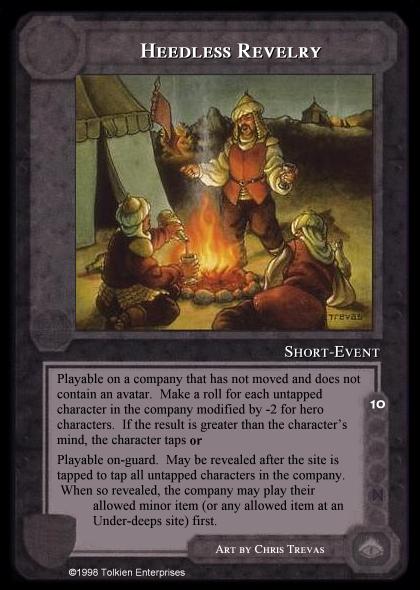 HEEDLESS REVELRY
TREVAS
SHORT-EVENT
Playable on a company that has not moved and does not
contain an avatar.  Make a roll for each untapped
character in the company modified by -2 for hero
characters.  If the result is greater than the character's
mind, the character taps or
Playable on-guard.  May be revealed after the site is
tapped to tap all untapped characters in the company.
When so revealed, the company may play their
allowed minor item (or any allowed item at an
Under-deeps site) first.
10
ART BY CHRIS TREVAS
©1998 Tolkien Enterprises